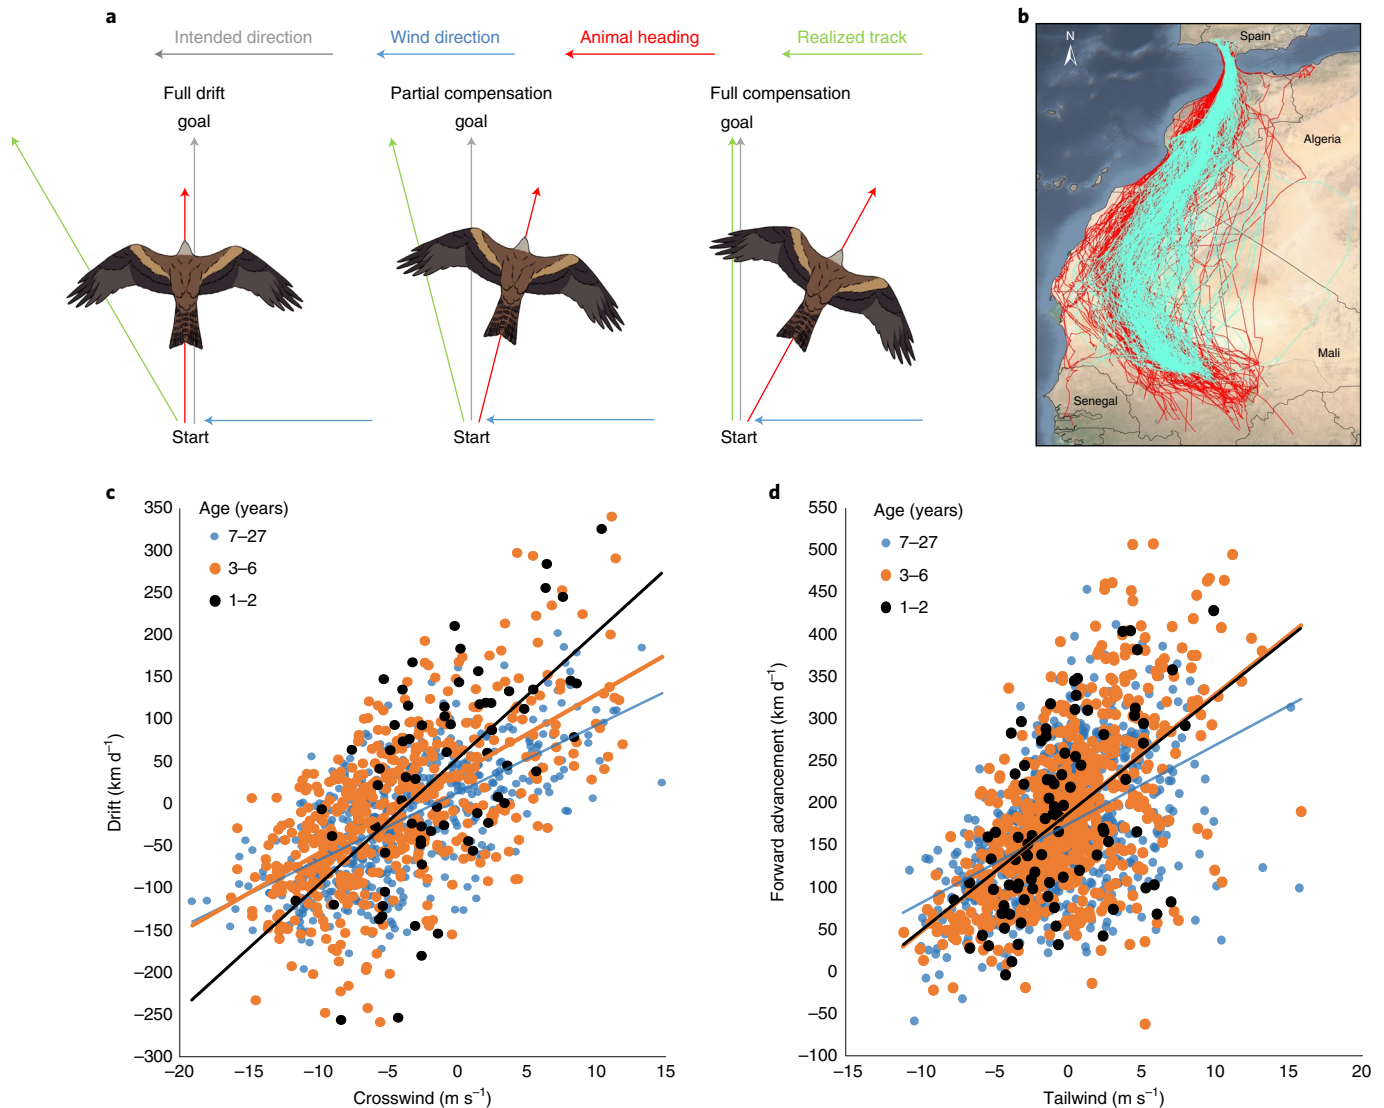 a
Intended direction
Wind direction
Animal heading
Realized track
Full drift
goal
Partial compensation
goal
Full compensation
goal
Start
Start
Start
b
N
Spain
Algeria
Mali
Senegal
c
Age (years)
7–27
3–6
1–2
350
300
250
200
150
100
50
0
–50
–100
–150
–200
–250
–300
Drift (km d⁻¹)
–20
–15
–10
–5
0
5
10
15
Crosswind (m s⁻¹)
d
Age (years)
7–27
3–6
1–2
550
500
450
400
350
300
250
200
150
100
50
0
–50
–100
Forward advancement (km d⁻¹)
–15
–10
–5
0
5
10
15
20
Tailwind (m s⁻¹)